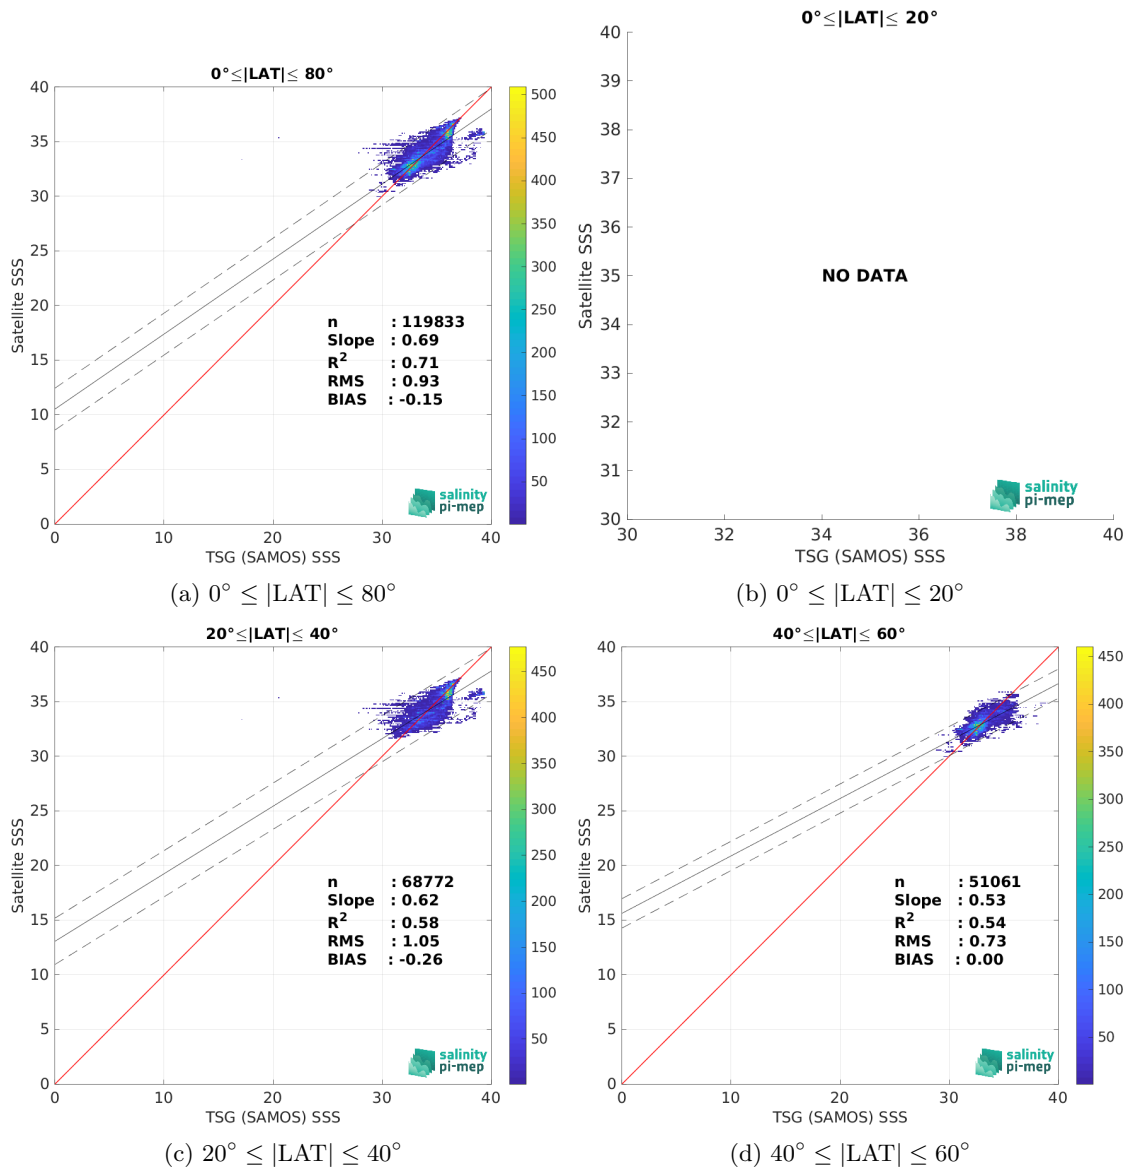 0°≤|LAT|≤ 80°
40
35
30
25
20
15
10
5
0
Satellite SSS
n : 119833
Slope : 0.69
R² : 0.71
RMS : 0.93
BIAS : -0.15
salinity
pi-mep
0 10 20 30 40
TSG (SAMOS) SSS
500
450
400
350
300
250
200
150
100
50
(a) 0° ≤ |LAT| ≤ 80°
0°≤|LAT|≤ 20°
40
39
38
37
36
35
34
33
32
31
30
Satellite SSS
NO DATA
salinity
pi-mep
30 32 34 36 38 40
TSG (SAMOS) SSS
(b) 0° ≤ |LAT| ≤ 20°
20°≤|LAT|≤ 40°
40
35
30
25
20
15
10
5
0
Satellite SSS
n : 68772
Slope : 0.62
R² : 0.58
RMS : 1.05
BIAS : -0.26
salinity
pi-mep
0 10 20 30 40
TSG (SAMOS) SSS
450
400
350
300
250
200
150
100
50
(c) 20° ≤ |LAT| ≤ 40°
40°≤|LAT|≤ 60°
40
35
30
25
20
15
10
5
0
Satellite SSS
n : 51061
Slope : 0.53
R² : 0.54
RMS : 0.73
BIAS : 0.00
salinity
pi-mep
0 10 20 30 40
TSG (SAMOS) SSS
450
400
350
300
250
200
150
100
50
(d) 40° ≤ |LAT| ≤ 60°